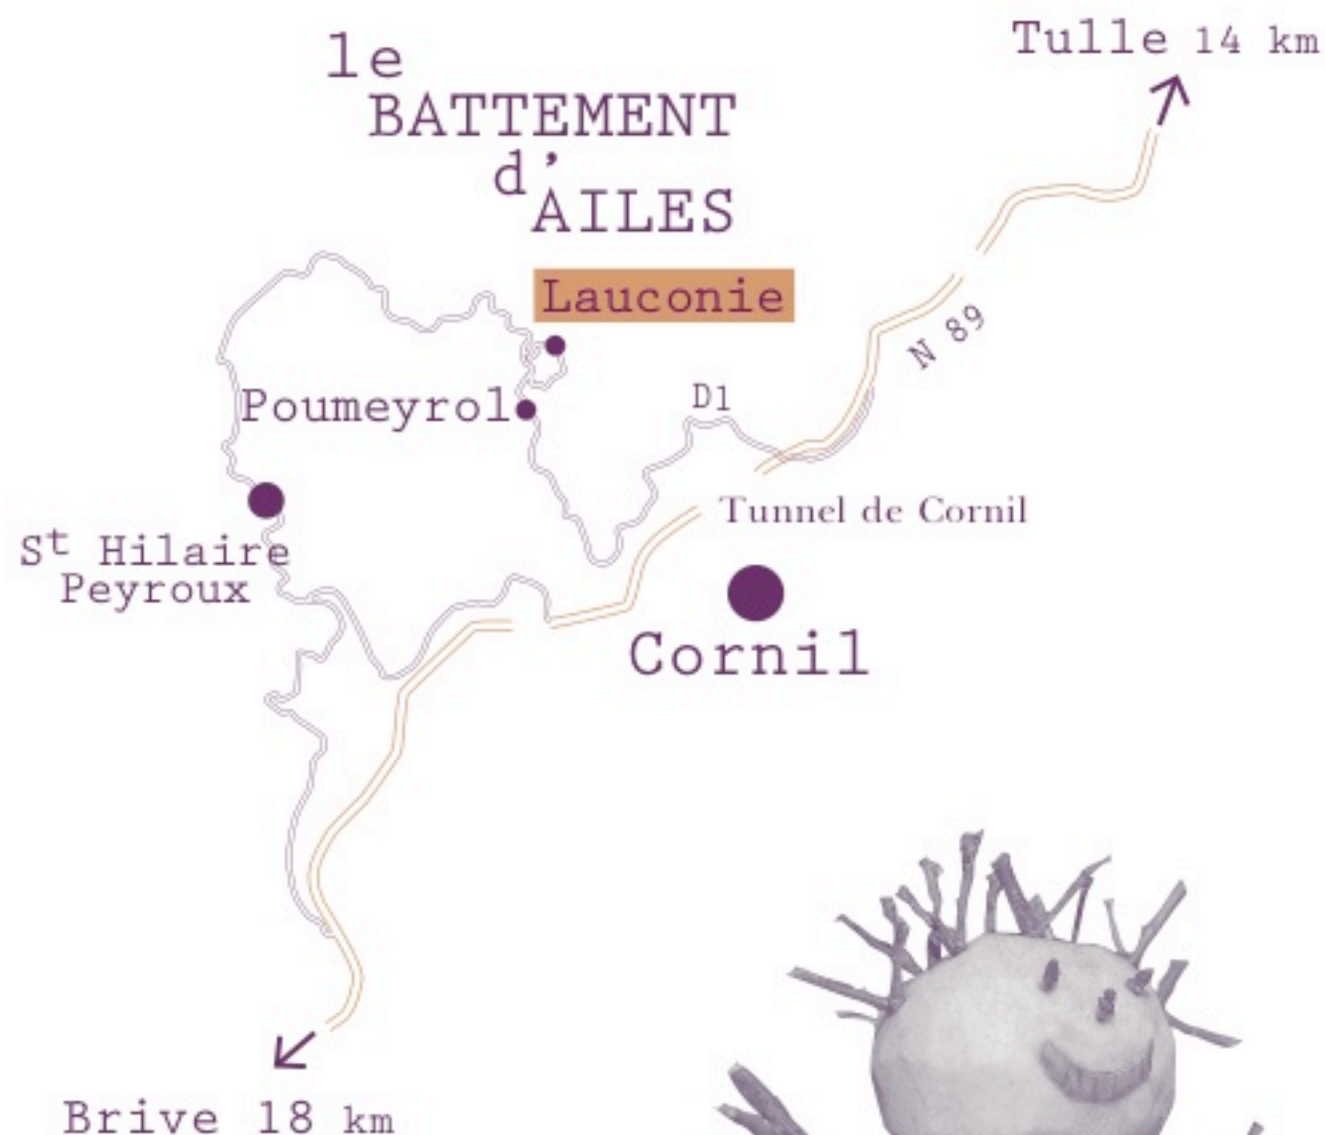 le
BATTEMENT
d'
AILES
Tulle 14 km
Lauconie
N 89
Poumeyrol
D1
Tunnel de Cornil
St Hilaire
Peyroux
Cornil
Brive 18 km